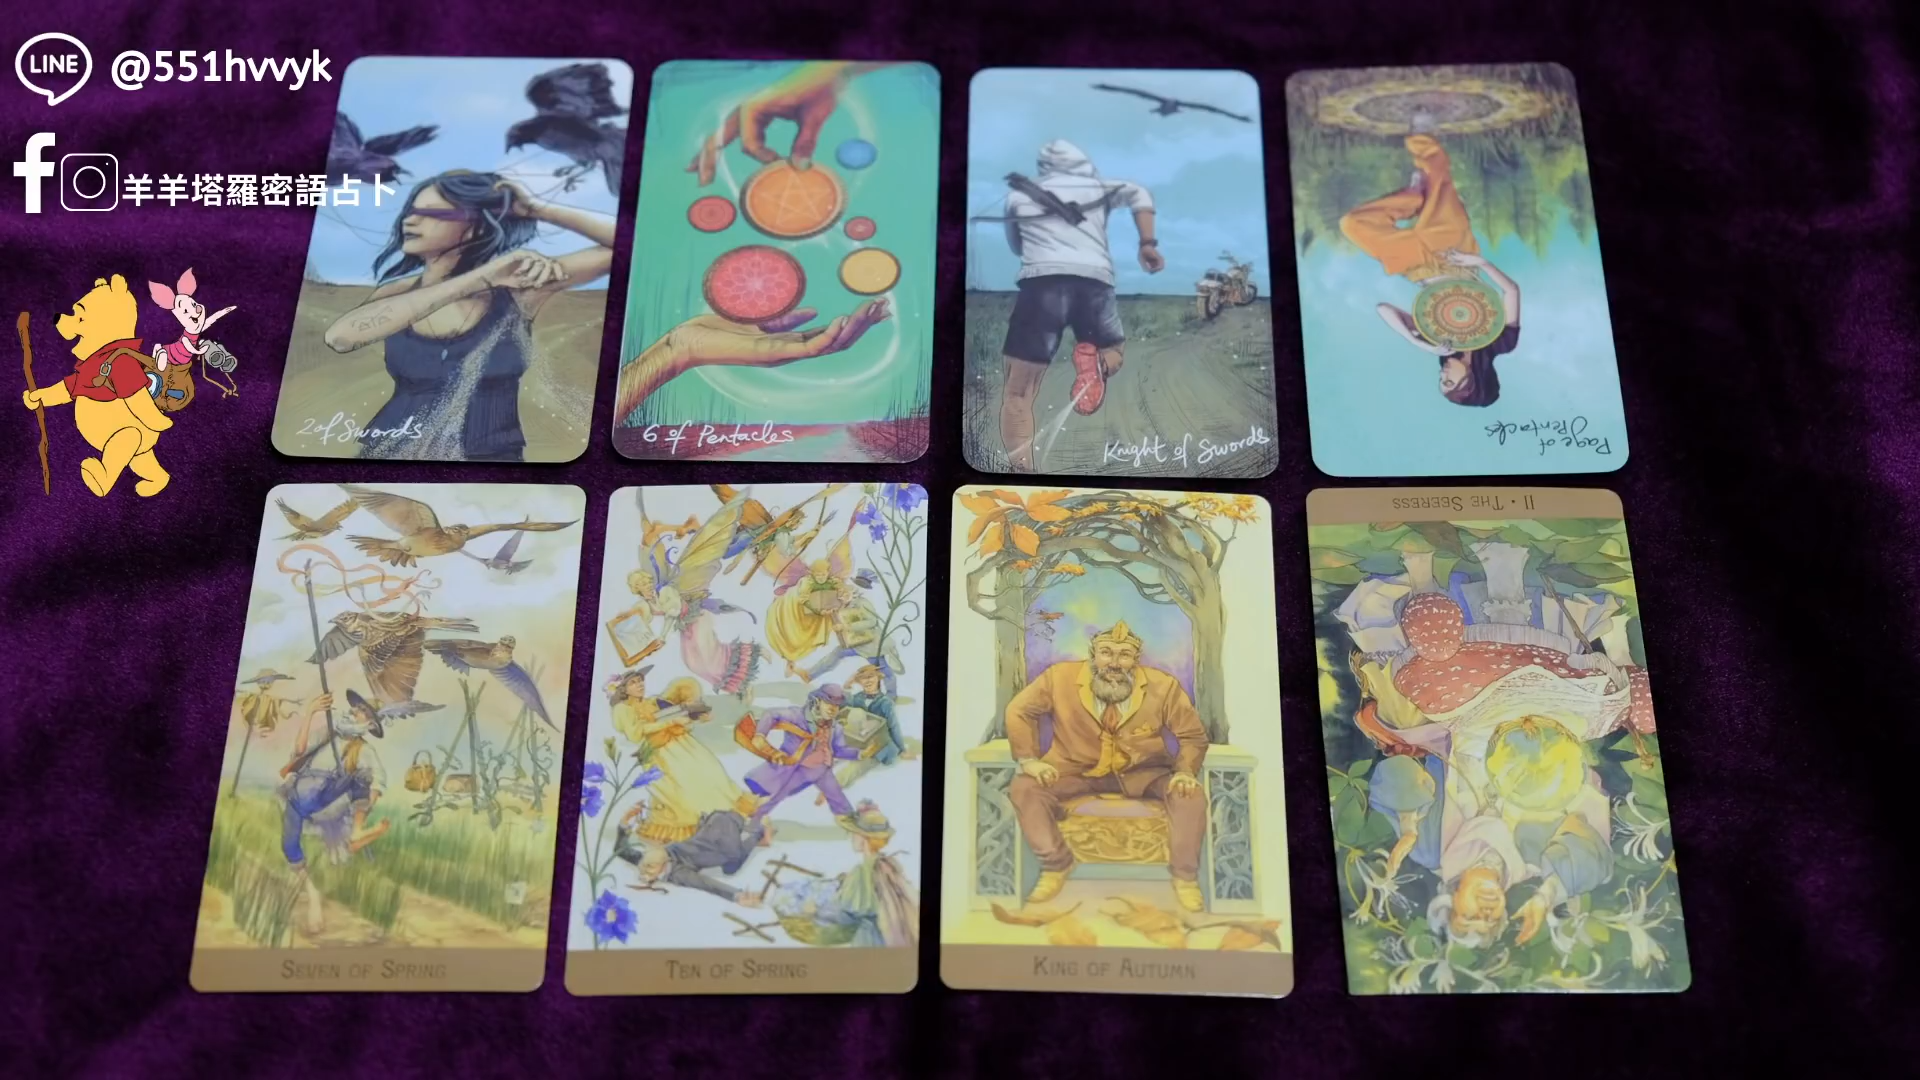 LINE @551hvvyk
羊羊塔羅密語占卜
2 of Swords
6 of Pentacles
Knight of Swords
Page of
Pentacles
II • THE SEERESS
SEVEN OF SPRING
TEN OF SPRING
KING OF AUTUMN